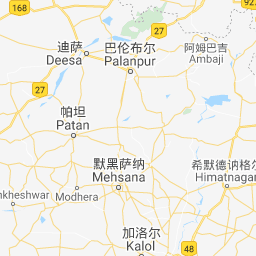 168
927
27
迪萨
Deesa
巴伦布尔
Palanpur
阿姆巴吉
Ambaji
27
帕坦
Patan
默黑萨纳
Mehsana
希默德讷格
Himatnagar
nkheshwar
Modhera
加洛尔
Kalol
48